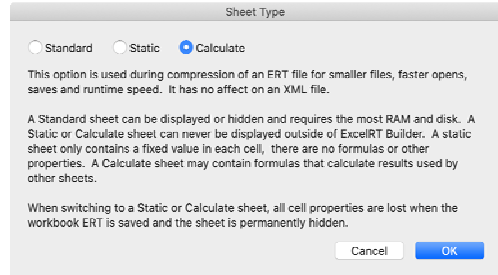 Sheet Type
Standard Static Calculate
This option is used during compression of an ERT file for smaller files, faster opens,
saves and runtime speed. It has no affect on an XML file.
A Standard sheet can be displayed or hidden and requires the most RAM and disk. A
Static or Calculate sheet can never be displayed outside of ExcelRT Builder. A static
sheet only contains a fixed value in each cell, there are no formulas or other
properties. A Calculate sheet may contain formulas that calculate results used by
other sheets.
When switching to a Static or Calculate sheet, all cell properties are lost when the
workbook ERT is saved and the sheet is permanently hidden.
Cancel OK